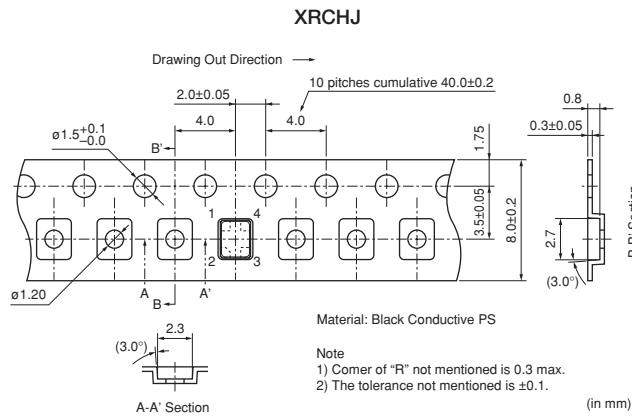 XRCHJ
Drawing Out Direction
10 pitches cumulative 40.0±0.2
2.0±0.05
0.8
ø1.5+0.1 −0.0
B'
4.0
4.0
0.3±0.05
1.75
1 4
2 3
3.5±0.05
8.0±0.2
2.7
(3.0°)
B-B' Section
ø1.20
A A'
B
2.3
(3.0°)
A-A' Section
Material: Black Conductive PS
Note
1) Corner of “R” not mentioned is 0.3 max.
2) The tolerance not mentioned is ±0.1.
(in mm)